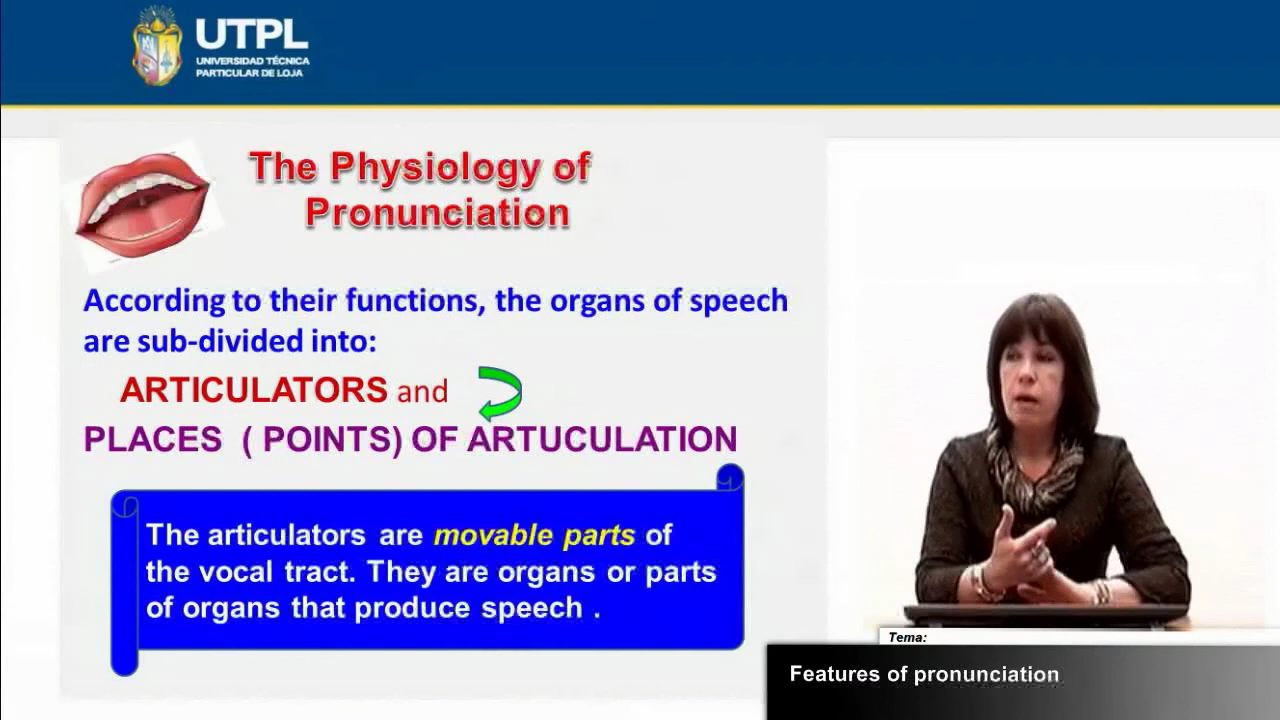 UTPL
UNIVERSIDAD TÉCNICA
PARTICULAR DE LOJA
The Physiology of
Pronunciation
According to their functions, the organs of speech
are sub-divided into:
ARTICULATORS and
PLACES ( POINTS) OF ARTUCULATION
The articulators are movable parts of
the vocal tract. They are organs or parts
of organs that produce speech .
Tema:
Features of pronunciation